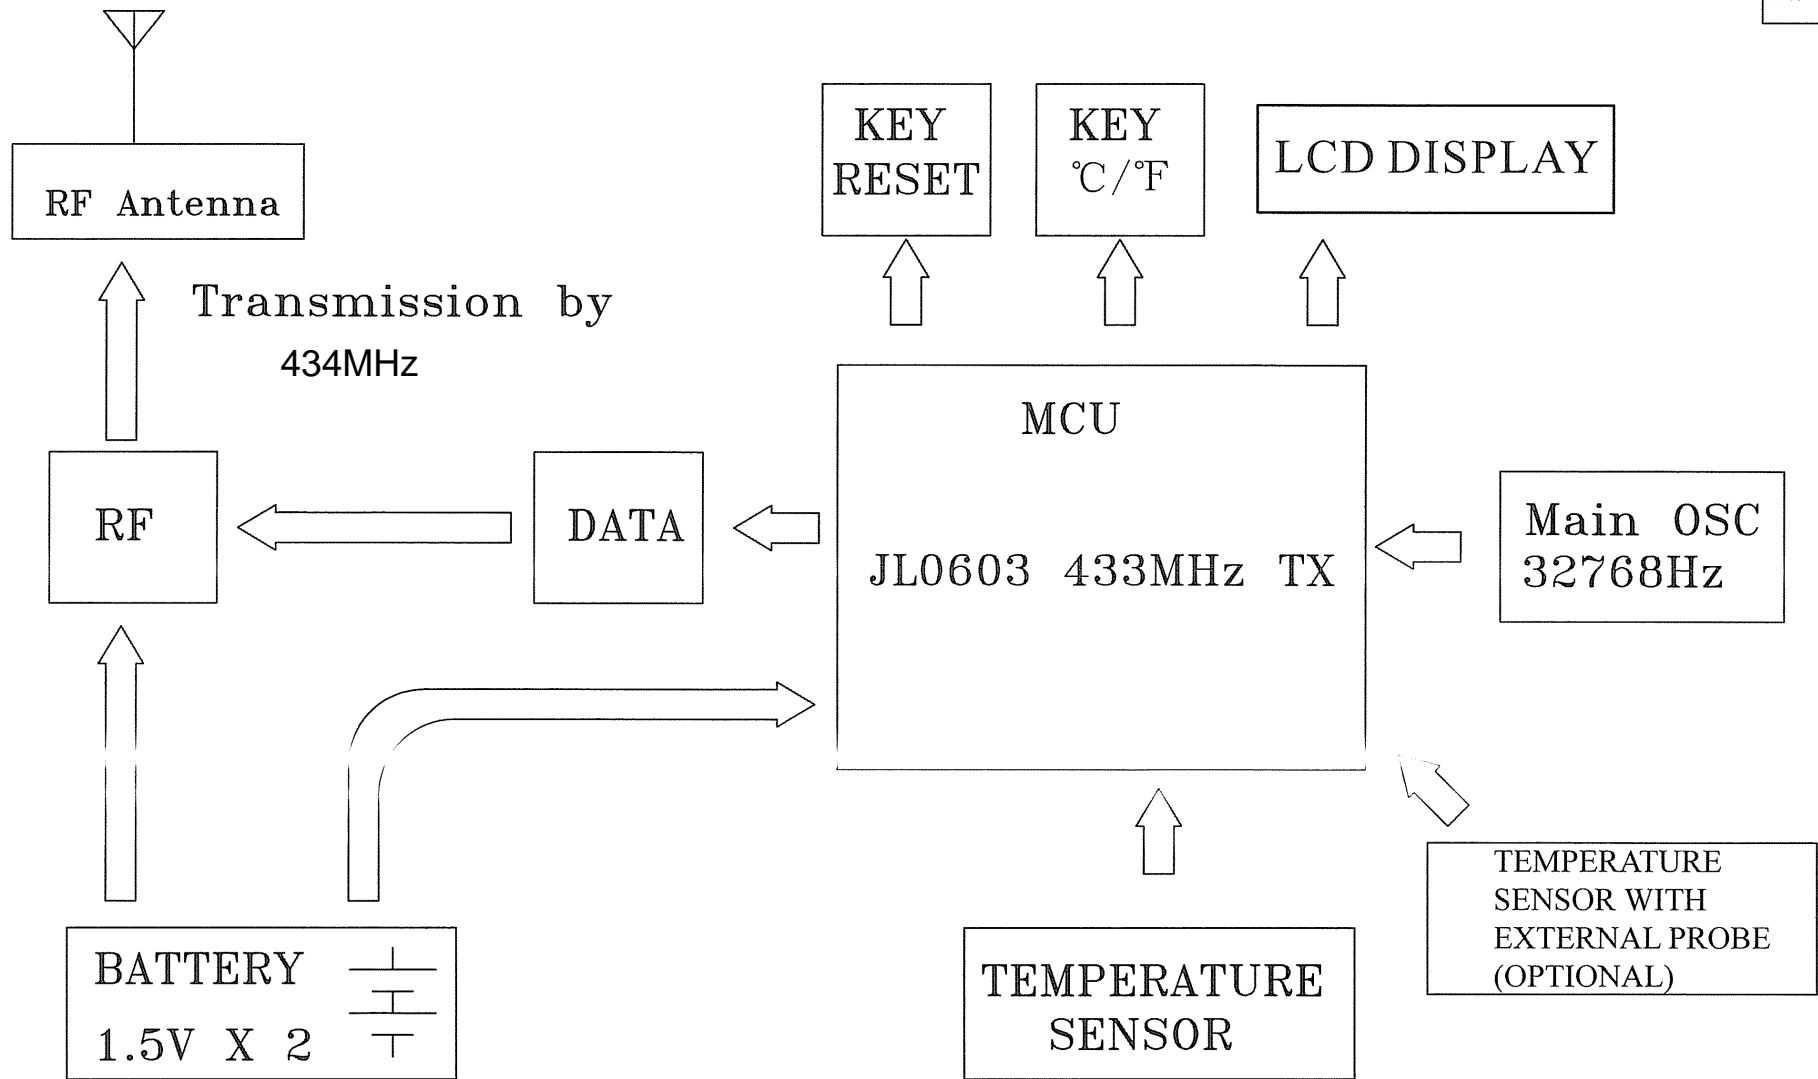 KEY
RESET
KEY
℃/℉
LCD DISPLAY
RF Antenna
Transmission by
434MHz
MCU
JL0603 433MHz TX
RF
DATA
Main OSC
32768Hz
BATTERY
1.5V X 2
TEMPERATURE
SENSOR
TEMPERATURE
SENSOR WITH
EXTERNAL PROBE
(OPTIONAL)